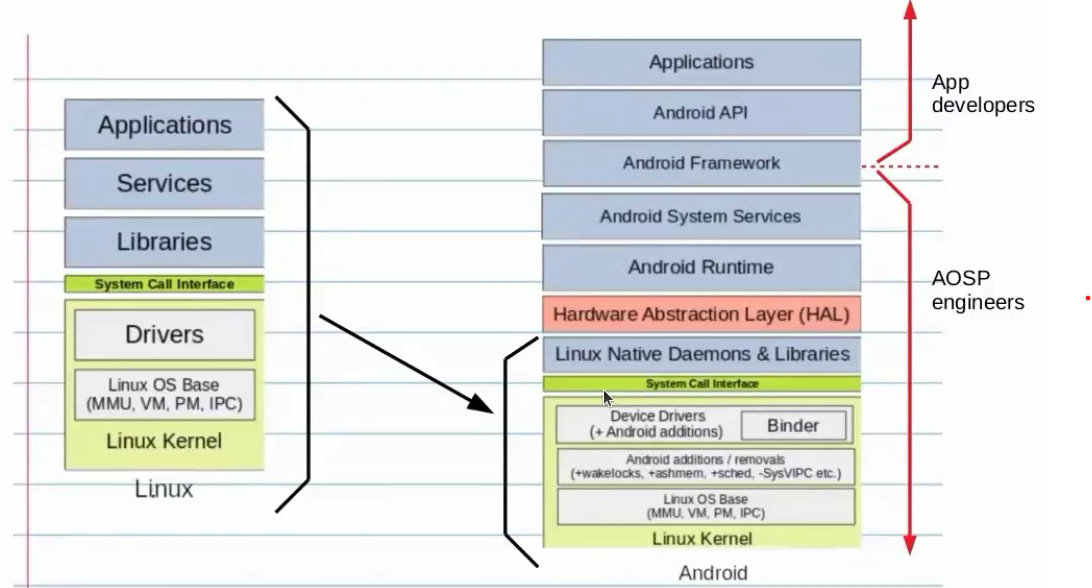 Applications
Services
Libraries
System Call Interface
Drivers
Linux OS Base
(MMU, VM, PM, IPC)
Linux Kernel
Linux
Applications
Android API
Android Framework
Android System Services
Android Runtime
Hardware Abstraction Layer (HAL)
Linux Native Daemons & Libraries
System Call Interface
Device Drivers
(+ Android additions)
Binder
Android additions / removals
(+wakelocks, +ashmem, +sched, -SysVIPC etc.)
Linux OS Base
(MMU, VM, PM, IPC)
Linux Kernel
Android
App
developers
AOSP
engineers